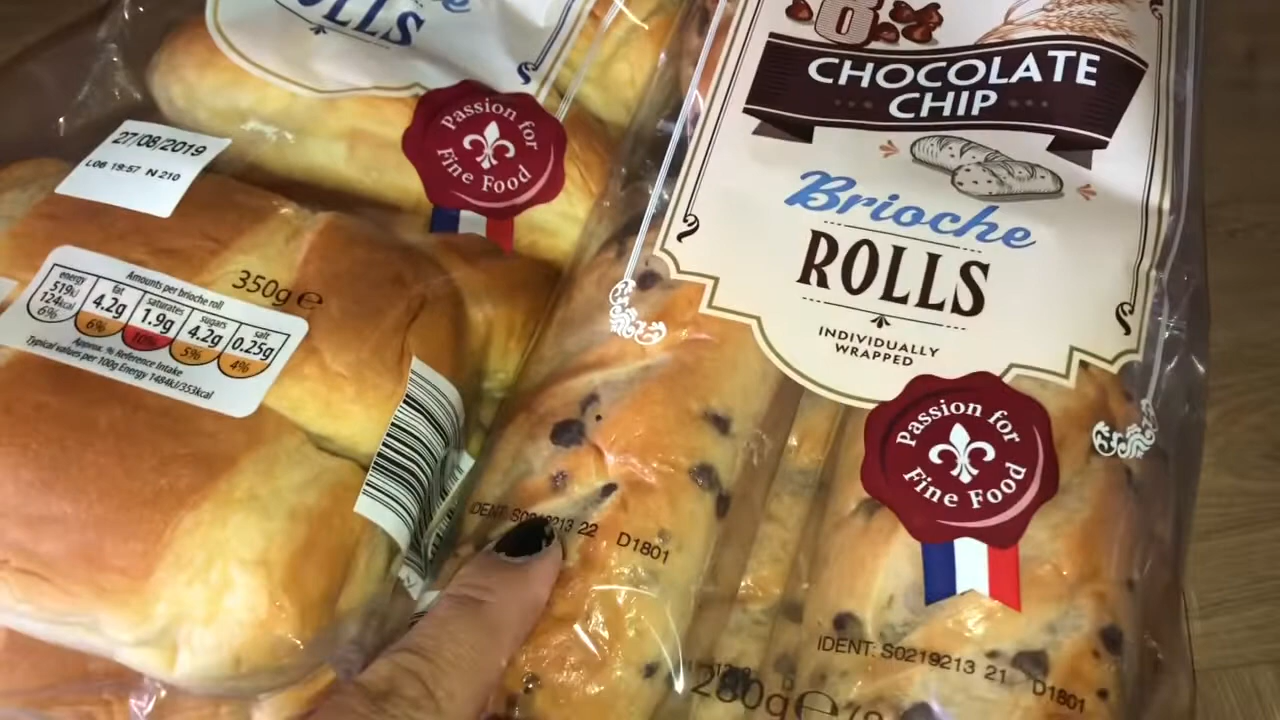 ROLLS
Passion for
Fine Food
27/08/2019
L06 19:57 N 210
350g e
Amounts per brioche roll
energy
519kJ
124kcal
6%
fat
4.2g
6%
saturates
1.9g
10%
sugars
4.2g
5%
salt
0.25g
4%
Approx. % Reference Intake
Typical values per 100g Energy 1484kJ/353kcal
8
CHOCOLATE
CHIP
Brioche
ROLLS
INDIVIDUALLY
WRAPPED
Passion for
Fine Food
IDENT: 22 D1801
IDENT: S0219213 21 D1801
280g e